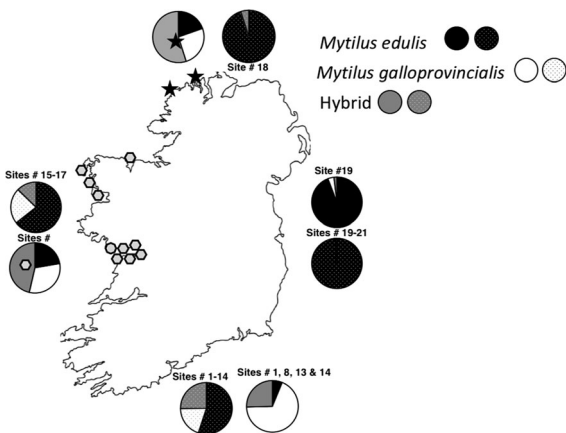 Mytilus edulis
Mytilus galloprovincialis
Hybrid
Site # 18
Sites # 15-17
Sites #
Site #19
Sites # 19-21
Sites # 1-14
Sites # 1, 8, 13 & 14